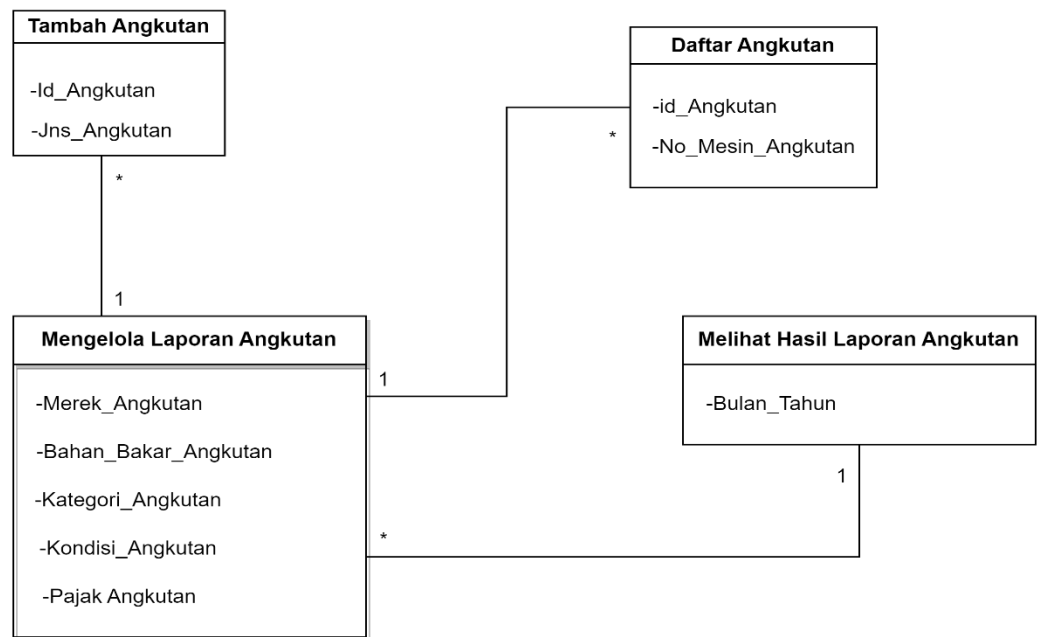 Tambah Angkutan
-Id_Angkutan
-Jns_Angkutan
*
1
Daftar Angkutan
-id_Angkutan
-No_Mesin_Angkutan
*
Mengelola Laporan Angkutan
-Merek_Angkutan
-Bahan_Bakar_Angkutan
-Kategori_Angkutan
-Kondisi_Angkutan
-Pajak Angkutan
1
*
Melihat Hasil Laporan Angkutan
-Bulan_Tahun
1